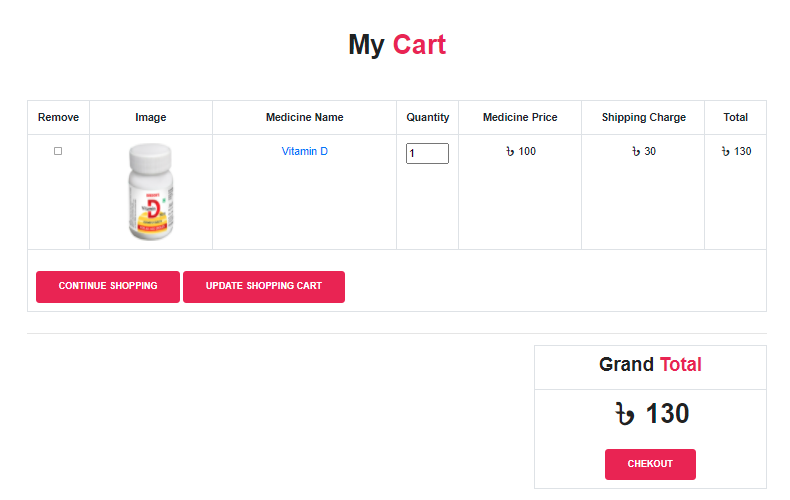 My Cart
Remove Image Medicine Name Quantity Medicine Price Shipping Charge Total
Vitamin D 1 ৳ 100 ৳ 30 ৳ 130
D
CONTINUE SHOPPING UPDATE SHOPPING CART
Grand Total
৳ 130
CHEKOUT